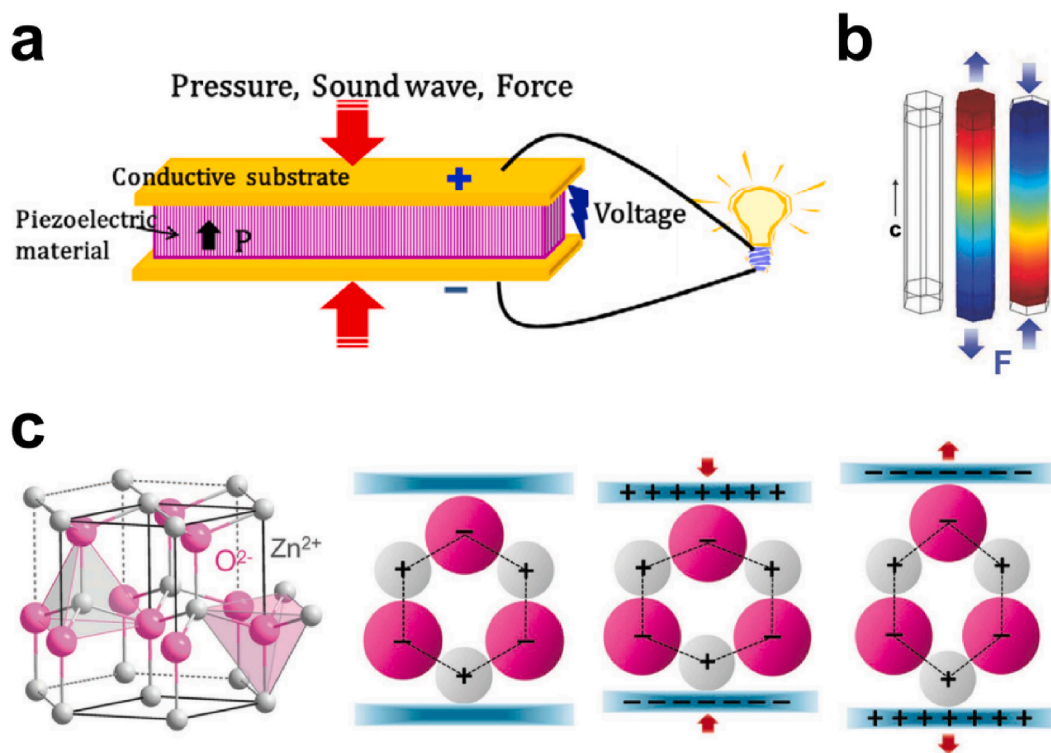 a
Pressure, Sound wave, Force
Conductive substrate
+
Piezoelectric
material
P
Voltage
−
b
c
F
c
Zn²⁺
O²⁻
+ + + + + + +
− − − − − − −
−
+ +
− −
+
−
+ +
− −
+
−
+ +
− −
+
− − − − − − −
+ + + + + + +